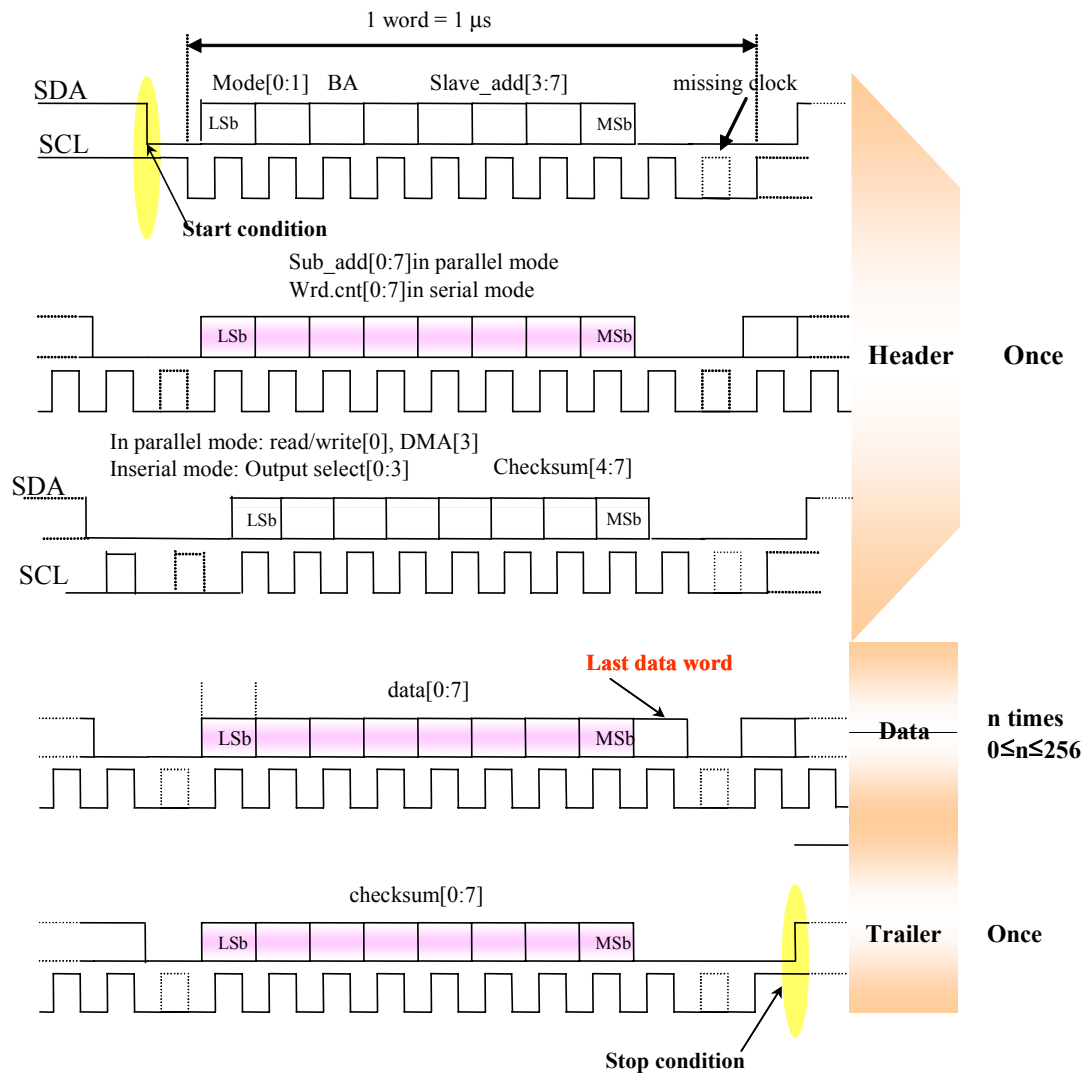 1 word = 1 μs
Mode[0:1] BA Slave_add[3:7] missing clock
SDA
LSb MSb
SCL
Start condition
Sub_add[0:7]in parallel mode
Wrd.cnt[0:7]in serial mode
LSb MSb
Header Once
In parallel mode: read/write[0], DMA[3]
Inserial mode: Output select[0:3] Checksum[4:7]
SDA
LSb MSb
SCL
Last data word
data[0:7]
LSb MSb
Data
n times
0≤n≤256
checksum[0:7]
LSb MSb
Trailer Once
Stop condition